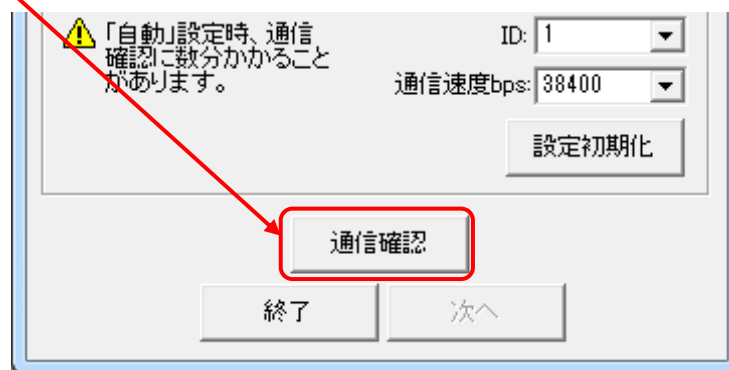 「自動」設定時、通信
確認に数分かかること
があります。
ID: 1
通信速度bps: 38400
設定初期化
通信確認
終了
次へ